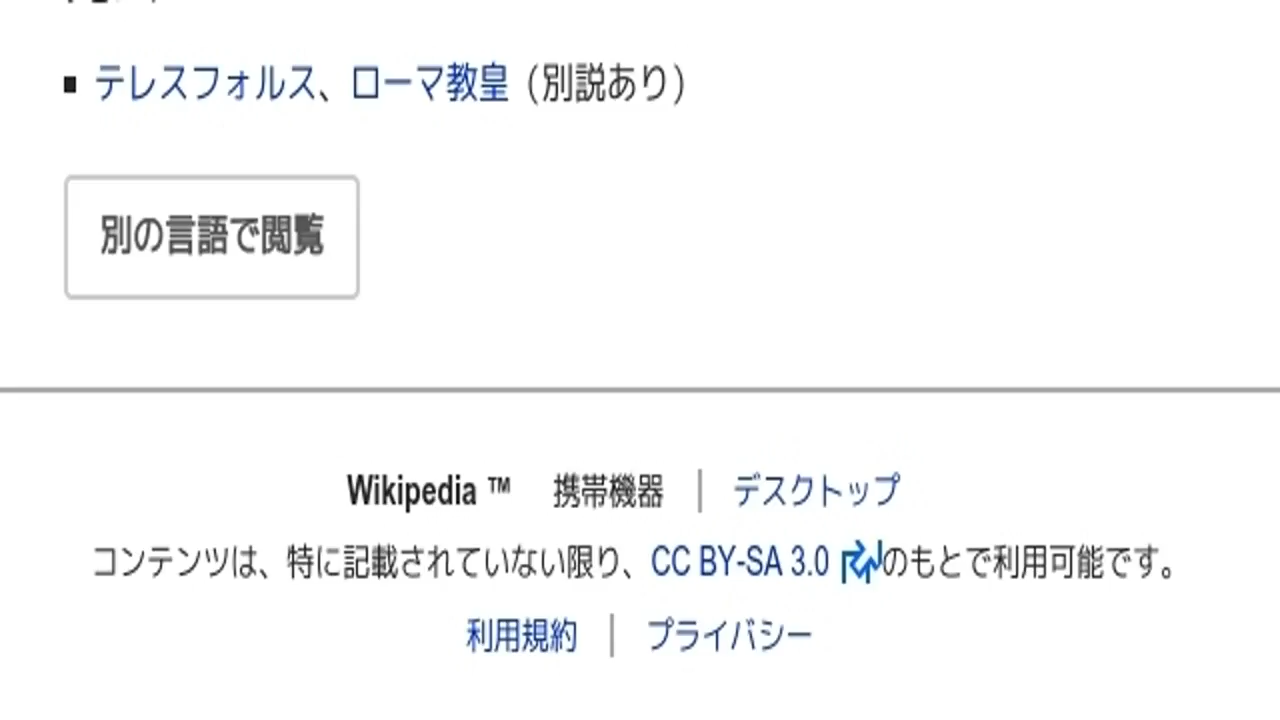 ▪ テレスフォルス、ローマ教皇（別説あり）
別の言語で閲覧
Wikipedia ™ 携帯機器 | デスクトップ
コンテンツは、特に記載されていない限り、CC BY-SA 3.0 のもとで利用可能です。
利用規約 | プライバシー